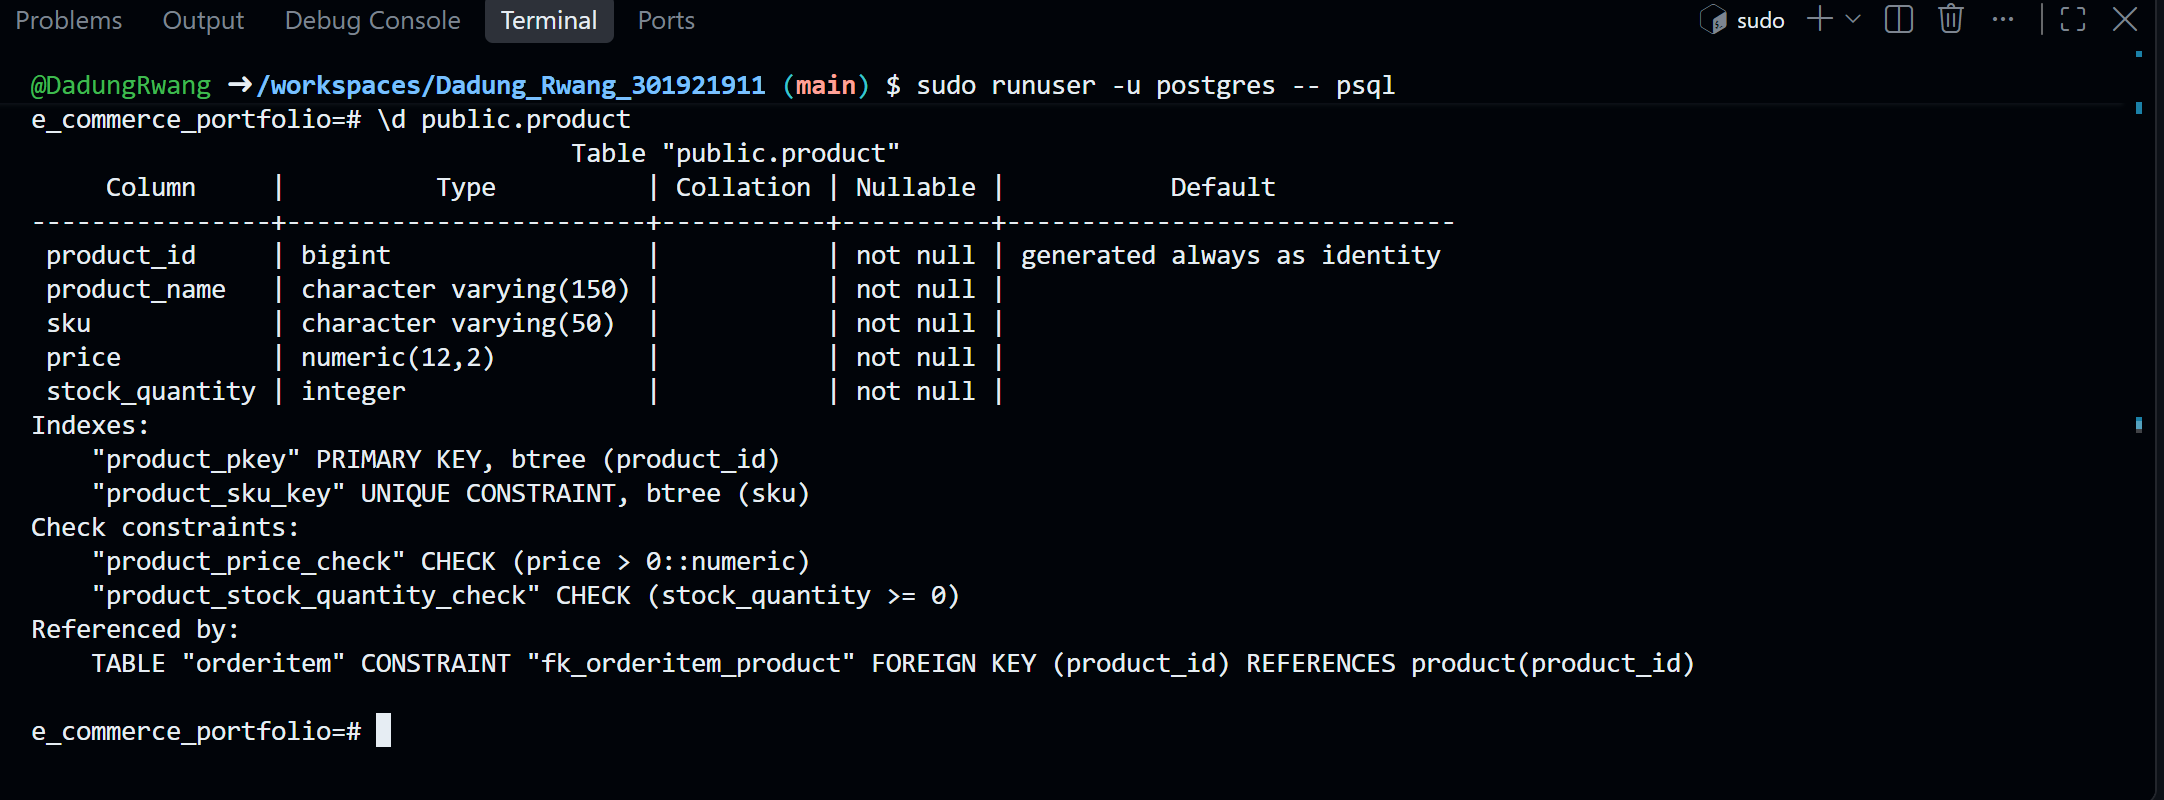 Problems Output Debug Console Terminal Ports sudo
@DadungRwang ➜/workspaces/Dadung_Rwang_301921911 (main) $ sudo runuser -u postgres -- psql
e_commerce_portfolio=# \d public.product
                                    Table "public.product"
     Column     |          Type          | Collation | Nullable |           Default
----------------+------------------------+-----------+----------+------------------------------
 product_id     | bigint                 |           | not null | generated always as identity
 product_name   | character varying(150) |           | not null |
 sku            | character varying(50)  |           | not null |
 price          | numeric(12,2)          |           | not null |
 stock_quantity | integer                |           | not null |
Indexes:
    "product_pkey" PRIMARY KEY, btree (product_id)
    "product_sku_key" UNIQUE CONSTRAINT, btree (sku)
Check constraints:
    "product_price_check" CHECK (price > 0::numeric)
    "product_stock_quantity_check" CHECK (stock_quantity >= 0)
Referenced by:
    TABLE "orderitem" CONSTRAINT "fk_orderitem_product" FOREIGN KEY (product_id) REFERENCES product(product_id)
e_commerce_portfolio=#